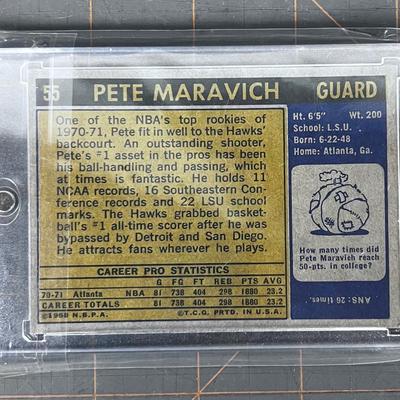 55 PETE MARAVICH GUARD
One of the NBA's top rookies of
1970-71, Pete fit in well to the Hawks'
backcourt. An outstanding shooter,
Pete's #1 asset in the pros has been
his ball-handling and passing, which
at times is fantastic. He holds 11
NCAA records, 16 Southeastern Con-
ference records and 22 LSU school
marks. The Hawks grabbed basket-
ball's #1 all-time scorer after he was
bypassed by Detroit and San Diego.
He attracts fans wherever he plays.
CAREER PRO STATISTICS
G FG FT REB PTS AVG
70-71 Atlanta NBA 81 738 404 298 1880 23.2
CAREER TOTALS 81 738 404 298 1880 23.2
©1968 N.B.P.A. ©T.C.G. PRTD. IN U.S.A.
Ht. 6'5" Wt. 200
School: L.S.U.
Born: 6-22-48
Home: Atlanta, Ga.
How many times did
Pete Maravich reach
50-pts. in college?
ANS: 26 times.